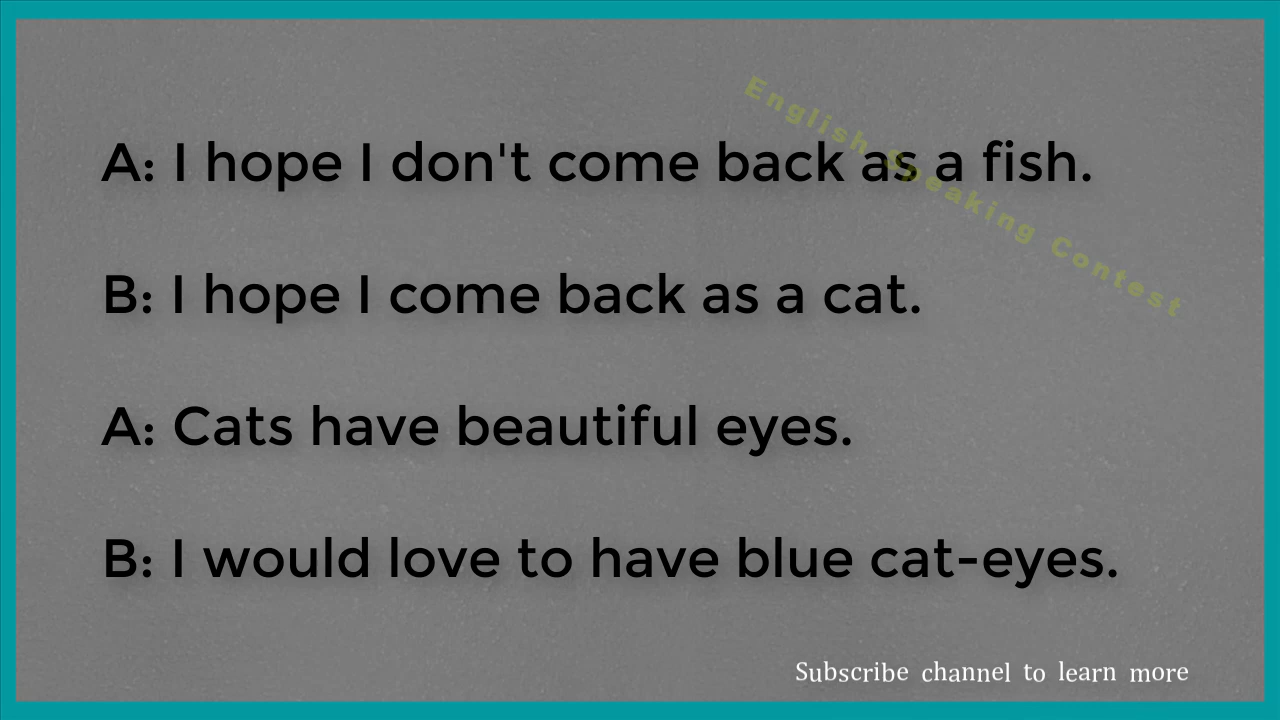 English Speaking Contest
A: I hope I don't come back as a fish.
B: I hope I come back as a cat.
A: Cats have beautiful eyes.
B: I would love to have blue cat-eyes.
Subscribe channel to learn more